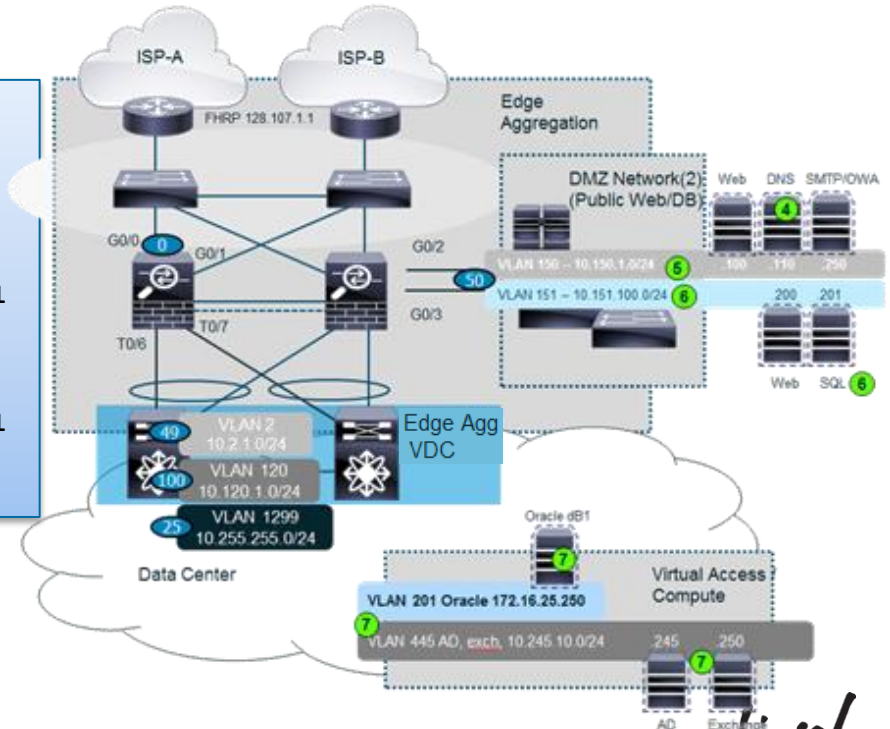 ISP-A
ISP-B
FHRP 128.107.1.1
Edge
Aggregation
DMZ Network(2)
(Public Web/DB)
Web
DNS
SMTP/OWA
4
G0/0
0
G0/1
G0/2
50
G0/3
VLAN 150 – 10.150.1.0/24
5
.100
.110
.250
VLAN 151 – 10.151.100.0/24
6
200
201
Web
SQL
6
1
1
T0/6
T0/7
49
VLAN 2
10.2.1.0/24
Edge Agg
VDC
100
VLAN 120
10.120.1.0/24
25
VLAN 1299
10.255.255.0/24
Data Center
Oracle dB1
7
Virtual Access
Compute
VLAN 201 Oracle 172.16.25.250
7
VLAN 445 AD, exch, 10.245.10.0/24
.245
.250
7
AD
Exchange